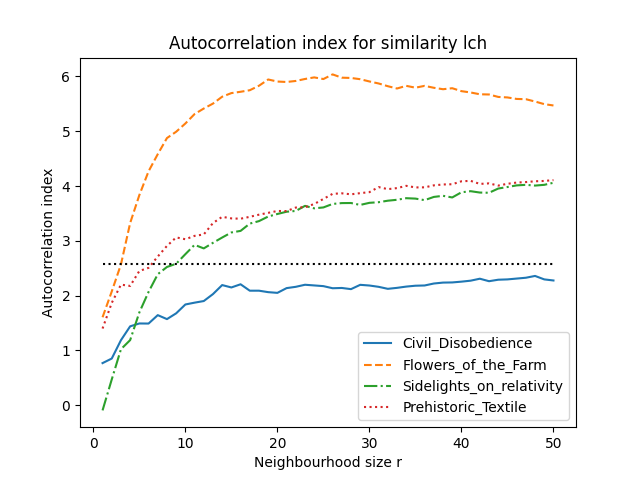 Autocorrelation index for similarity lch
Autocorrelation index
6
5
4
3
2
1
0
0 10 20 30 40 50
Neighbourhood size r
Civil_Disobedience
Flowers_of_the_Farm
Sidelights_on_relativity
Prehistoric_Textile